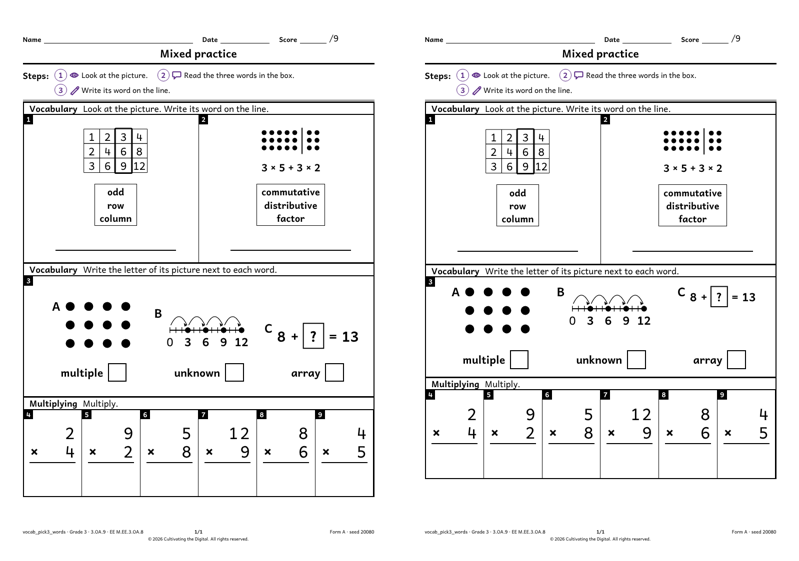 Name Date Score /9
Mixed practice
Steps: 1 Look at the picture. 2 Read the three words in the box.
3 Write its word on the line.
Vocabulary Look at the picture. Write its word on the line.
1 2
1 2 3 4
2 4 6 8
3 6 9 12
3 × 5 + 3 × 2
odd
row
column
commutative
distributive
factor
Vocabulary Write the letter of its picture next to each word.
3
A
B
0 3 6 9 12
C 8 + ? = 13
multiple unknown array
Multiplying Multiply.
4 5 6 7 8 9
2 9 5 12 8 4
× 4 × 2 × 8 × 9 × 6 × 5
vocab_pick3_words · Grade 3 · 3.OA.9 · EE M.EE.3.OA.8 1/1 Form A · seed 20080
© 2026 Cultivating the Digital. All rights reserved.
Name Date Score /9
Mixed practice
Steps: 1 Look at the picture. 2 Read the three words in the box.
3 Write its word on the line.
Vocabulary Look at the picture. Write its word on the line.
1 2
1 2 3 4
2 4 6 8
3 6 9 12
3 × 5 + 3 × 2
odd
row
column
commutative
distributive
factor
Vocabulary Write the letter of its picture next to each word.
3
A
B
0 3 6 9 12
C 8 + ? = 13
multiple unknown array
Multiplying Multiply.
4 5 6 7 8 9
2 9 5 12 8 4
× 4 × 2 × 8 × 9 × 6 × 5
vocab_pick3_words · Grade 3 · 3.OA.9 · EE M.EE.3.OA.8 1/1 Form A · seed 20080
© 2026 Cultivating the Digital. All rights reserved.